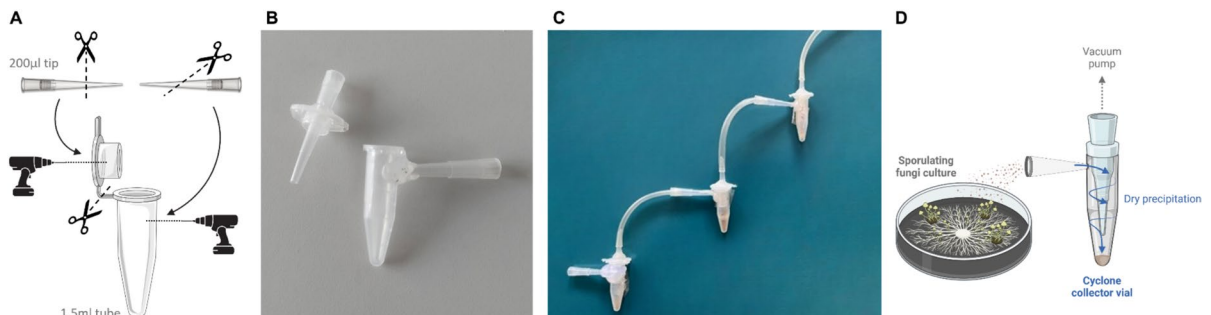 A
200µl tip
1.5ml tube
B
C
D
Vacuum
pump
Sporulating
fungi culture
Dry precipitation
Cyclone
collector vial